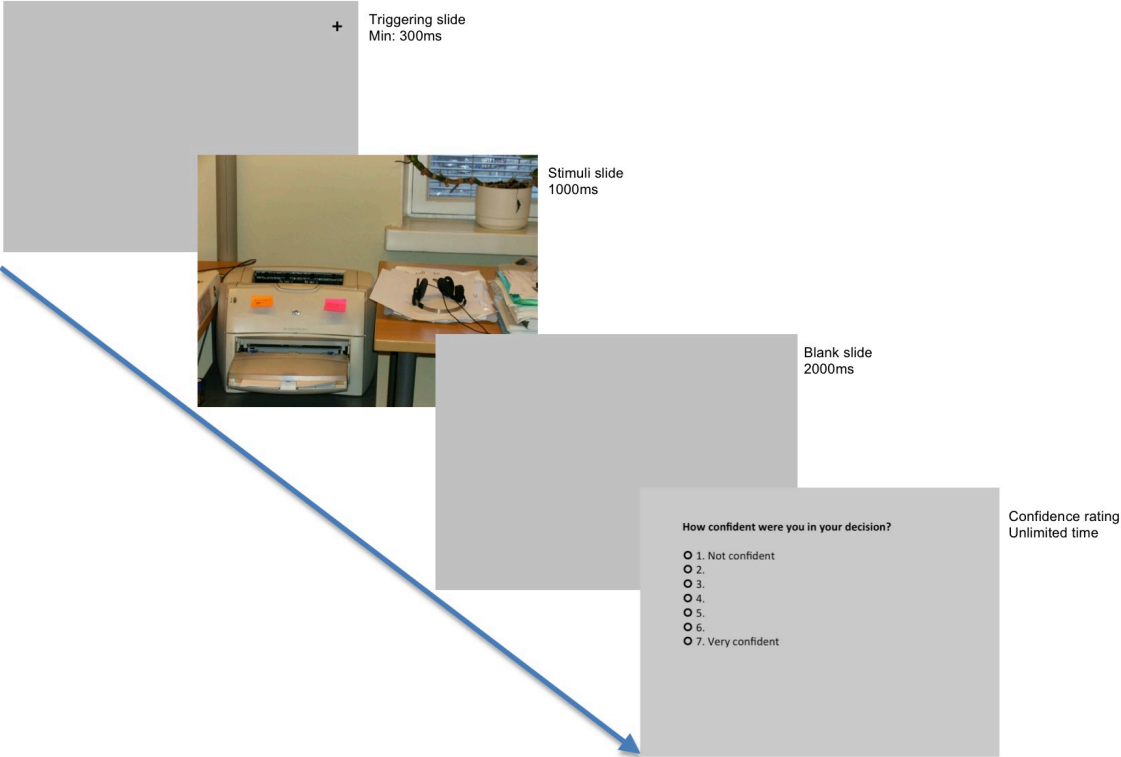 +
Triggering slide
Min: 300ms
Stimuli slide
1000ms
Blank slide
2000ms
How confident were you in your decision?
1. Not confident
2.
3.
4.
5.
6.
7. Very confident
Confidence rating
Unlimited time